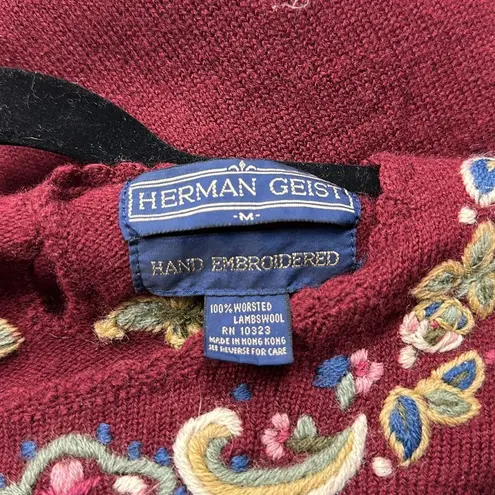 HERMAN GEIST
-M-
HAND EMBROIDERED
100% WORSTED
LAMBSWOOL
RN 10323
MADE IN HONG KONG
SEE REVERSE FOR CARE